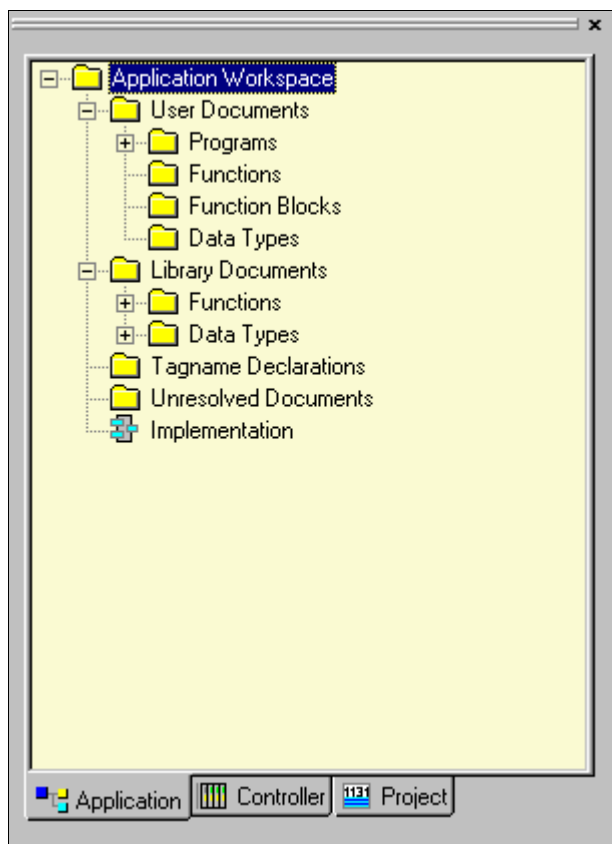 Application Workspace
User Documents
Programs
Functions
Function Blocks
Data Types
Library Documents
Functions
Data Types
Tagname Declarations
Unresolved Documents
Implementation
Application Controller 1131 Project